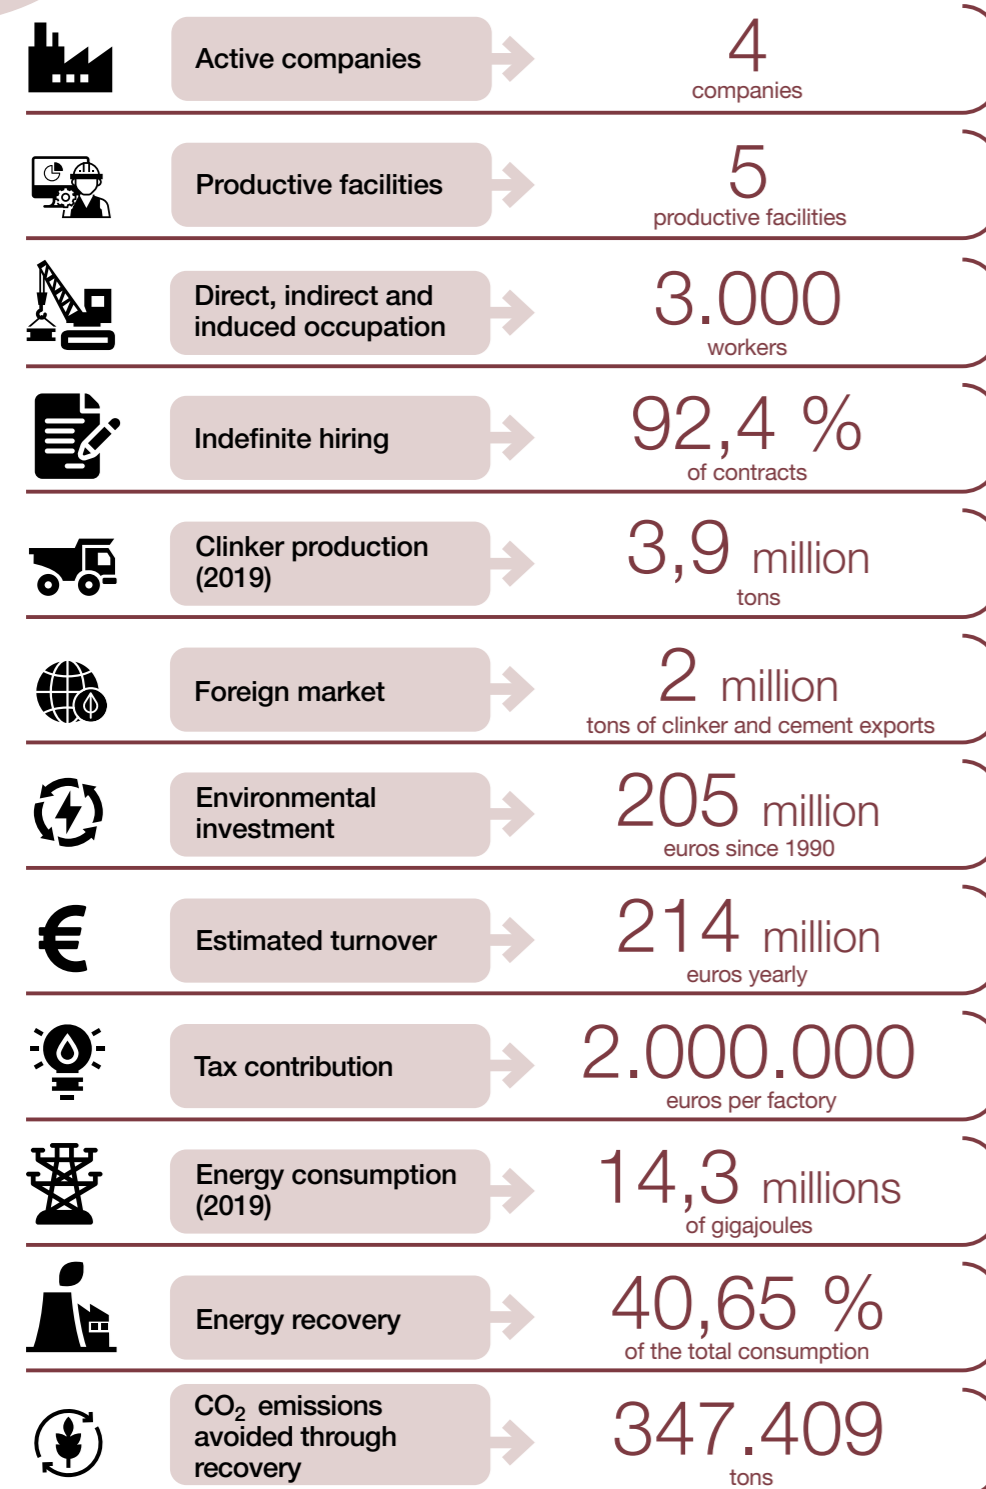 Active companies
4
companies
Productive facilities
5
productive facilities
Direct, indirect and
induced occupation
3.000
workers
Indefinite hiring
92,4 %
of contracts
Clinker production
(2019)
3,9 million
tons
Foreign market
2 million
tons of clinker and cement exports
Environmental
investment
205 million
euros since 1990
Estimated turnover
214 million
euros yearly
Tax contribution
2.000.000
euros per factory
Energy consumption
(2019)
14,3 millions
of gigajoules
Energy recovery
40,65 %
of the total consumption
CO₂ emissions
avoided through
recovery
347.409
tons